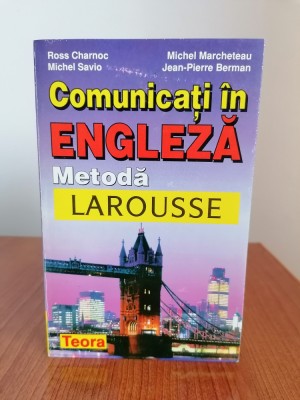 Ross Charnoc
Michel Savio
Michel Marcheteau
Jean-Pierre Berman
Comunicați în
ENGLEZĂ
Metodă
LAROUSSE
Teora